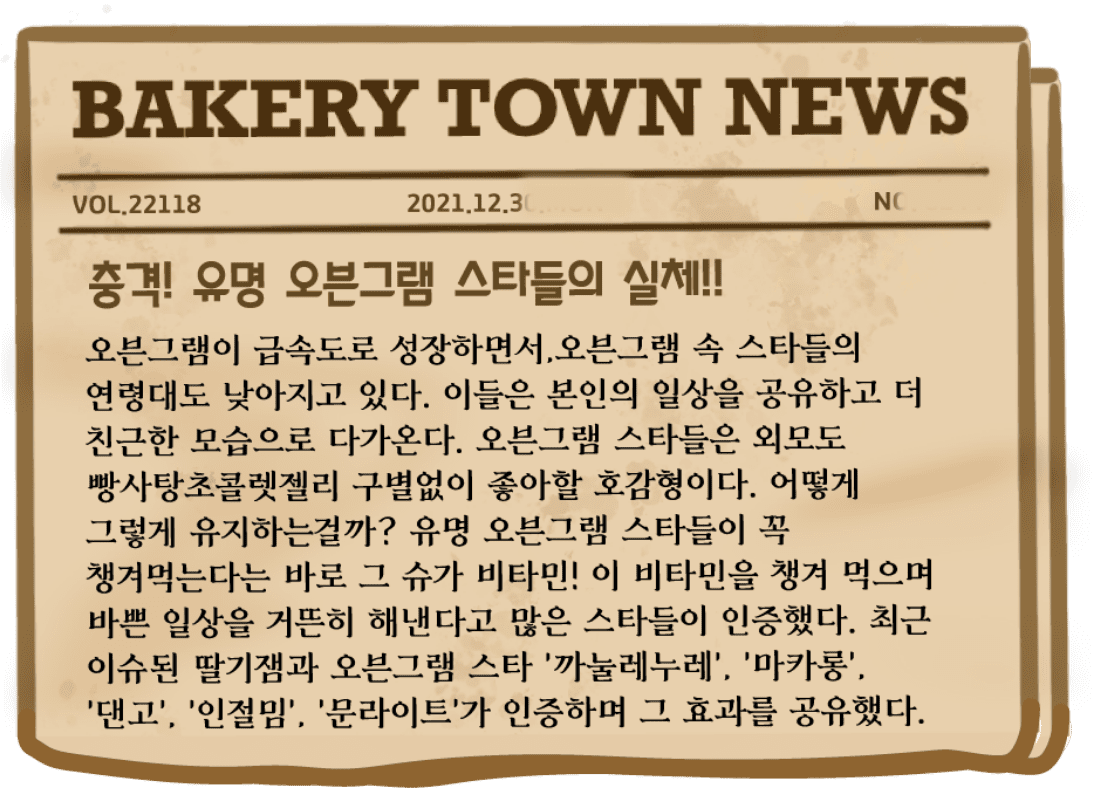 BAKERY TOWN NEWS
VOL.22118 2021.12.30
충격! 유명 오븐그램 스타들의 실체!!
오븐그램이 급속도로 성장하면서,오븐그램 속 스타들의
연령대도 낮아지고 있다. 이들은 본인의 일상을 공유하고 더
친근한 모습으로 다가온다. 오븐그램 스타들은 외모도
빵사탕초콜렛젤리 구별없이 좋아할 호감형이다. 어떻게
그렇게 유지하는걸까? 유명 오븐그램 스타들이 꼭
챙겨먹는다는 바로 그 슈가 비타민! 이 비타민을 챙겨 먹으며
바쁜 일상을 거뜬히 해낸다고 많은 스타들이 인증했다. 최근
이슈된 딸기잼과 오븐그램 스타 '까눌레누레', '마카롱',
'댄고', '인절밈', '문라이트'가 인증하며 그 효과를 공유했다.